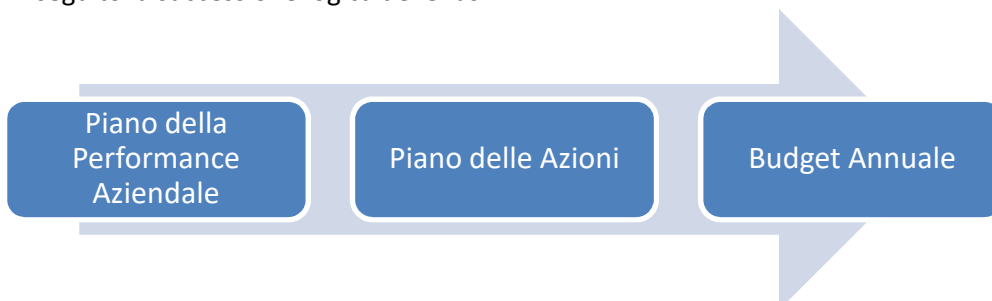 Piano della
Performance
Aziendale
Piano delle Azioni
Budget Annuale